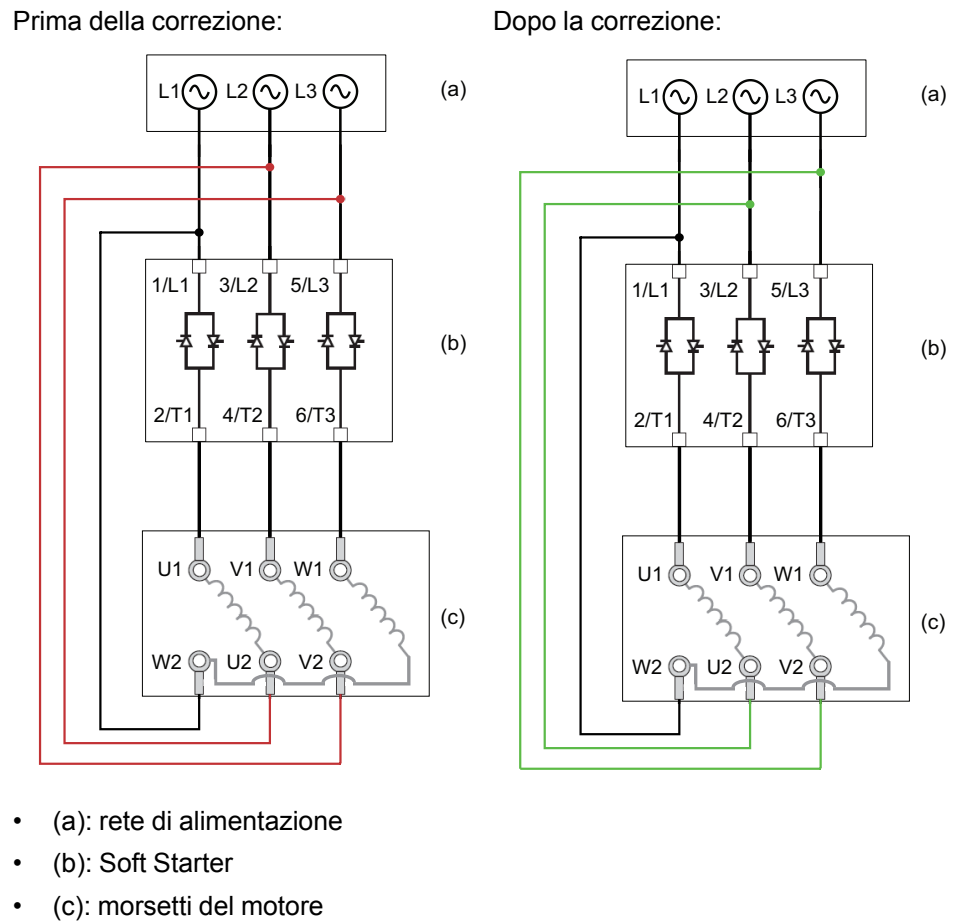 Prima della correzione:
Dopo la correzione:
L1 L2 L3 (a)
L1 L2 L3 (a)
1/L1 3/L2 5/L3
1/L1 3/L2 5/L3
(b)
(b)
2/T1 4/T2 6/T3
2/T1 4/T2 6/T3
U1 V1 W1
U1 V1 W1
(c)
(c)
W2 U2 V2
W2 U2 V2
• (a): rete di alimentazione
• (b): Soft Starter
• (c): morsetti del motore